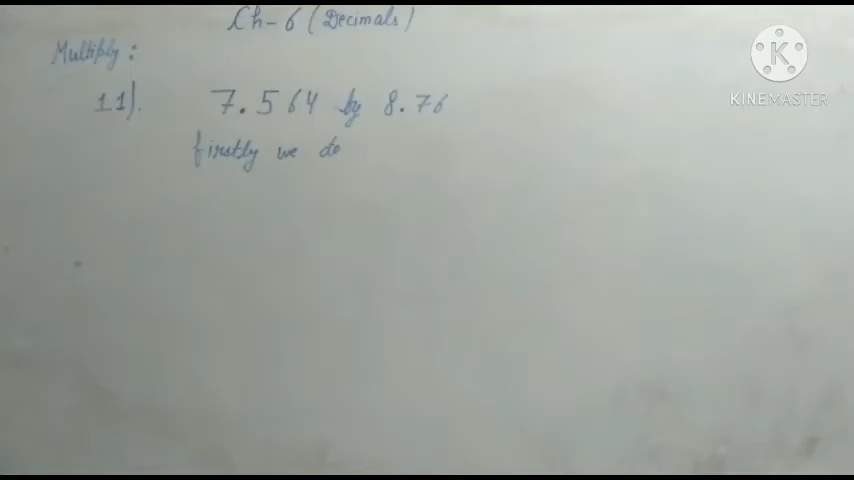 Ch-6 (Decimals)
Multiply:
11). 7.564 by 8.76
firstly we do
K
KINEMASTER